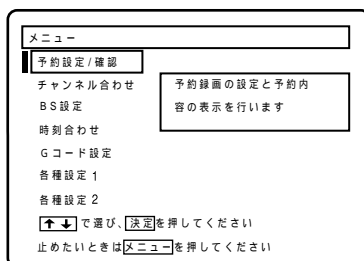 メニュー
予約設定/確認
チャンネル合わせ
予約録画の設定と予約内
容の表示を行います
BS設定
時刻合わせ
Gコード設定
各種設定1
各種設定2
↑↓で選び、決定を押してください
止めたいときはメニューを押してください